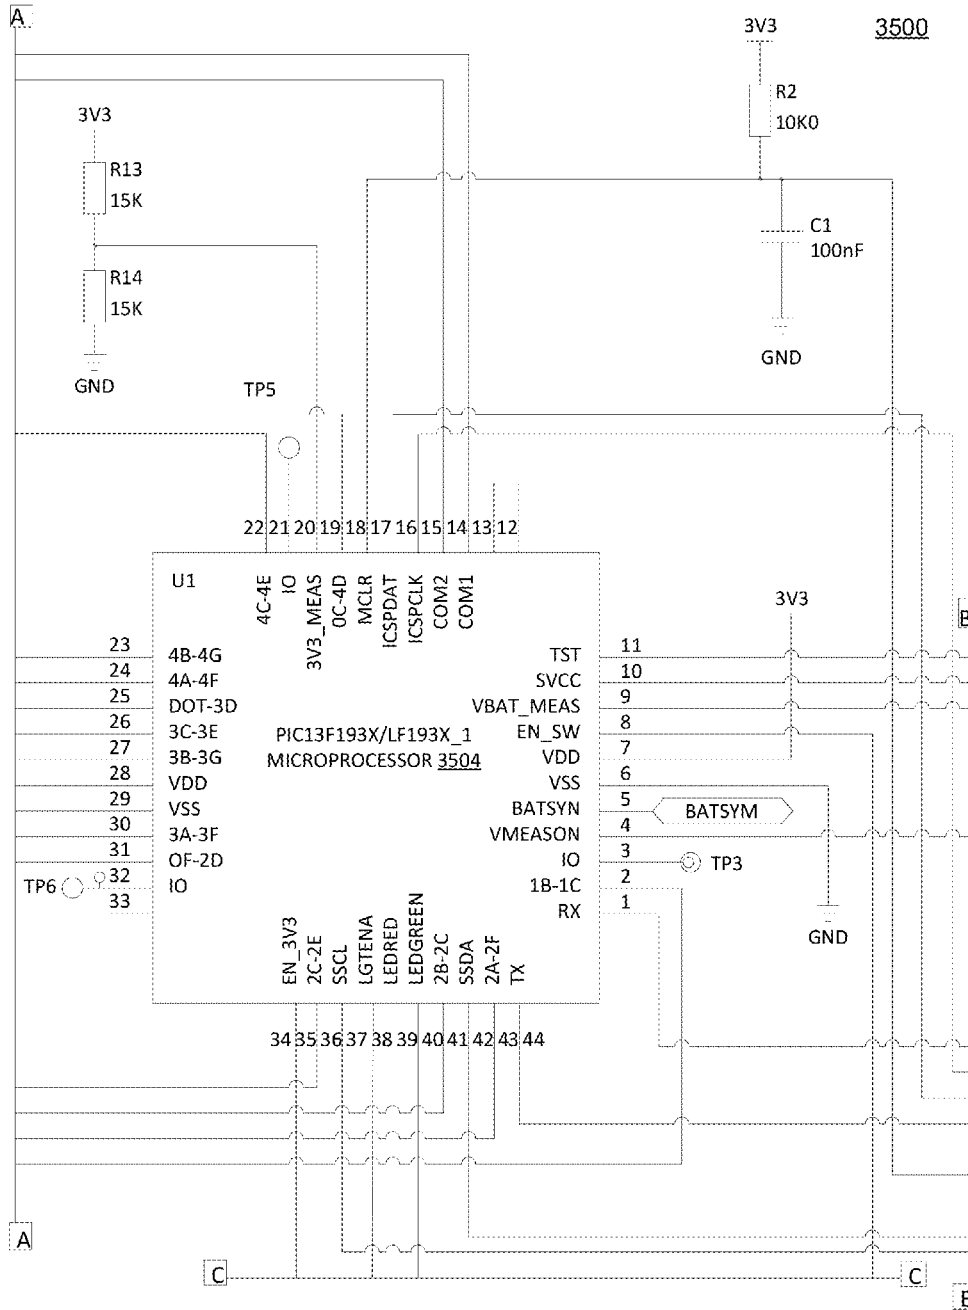 A
3V3
3500
R2
10K0
3V3
R13
15K
C1
100nF
R14
15K
GND
GND
TP5
22 21 20 19 18 17 16 15 14 13 12
U1
4C-4E
IO
3V3_MEAS
0C-4D
MCLR
ICSPDAT
ICSPCLK
COM2
COM1
3V3
B
23 4B-4G
24 4A-4F
25 DOT-3D
26 3C-3E
27 3B-3G
28 VDD
29 VSS
30 3A-3F
31 OF-2D
TP6 32 IO
33
PIC13F193X/LF193X_1
MICROPROCESSOR 3504
TST 11
SVCC 10
VBAT_MEAS 9
EN_SW 8
VDD 7
VSS 6
BATSYN 5 BATSYM
VMEASON 4
IO 3 TP3
1B-1C 2
RX 1
GND
EN_3V3
2C-2E
SSCL
LGTENA
LEDRED
LEDGREEN
2B-2C
SSDA
2A-2F
TX
34 35 36 37 38 39 40 41 42 43 44
A
C
C